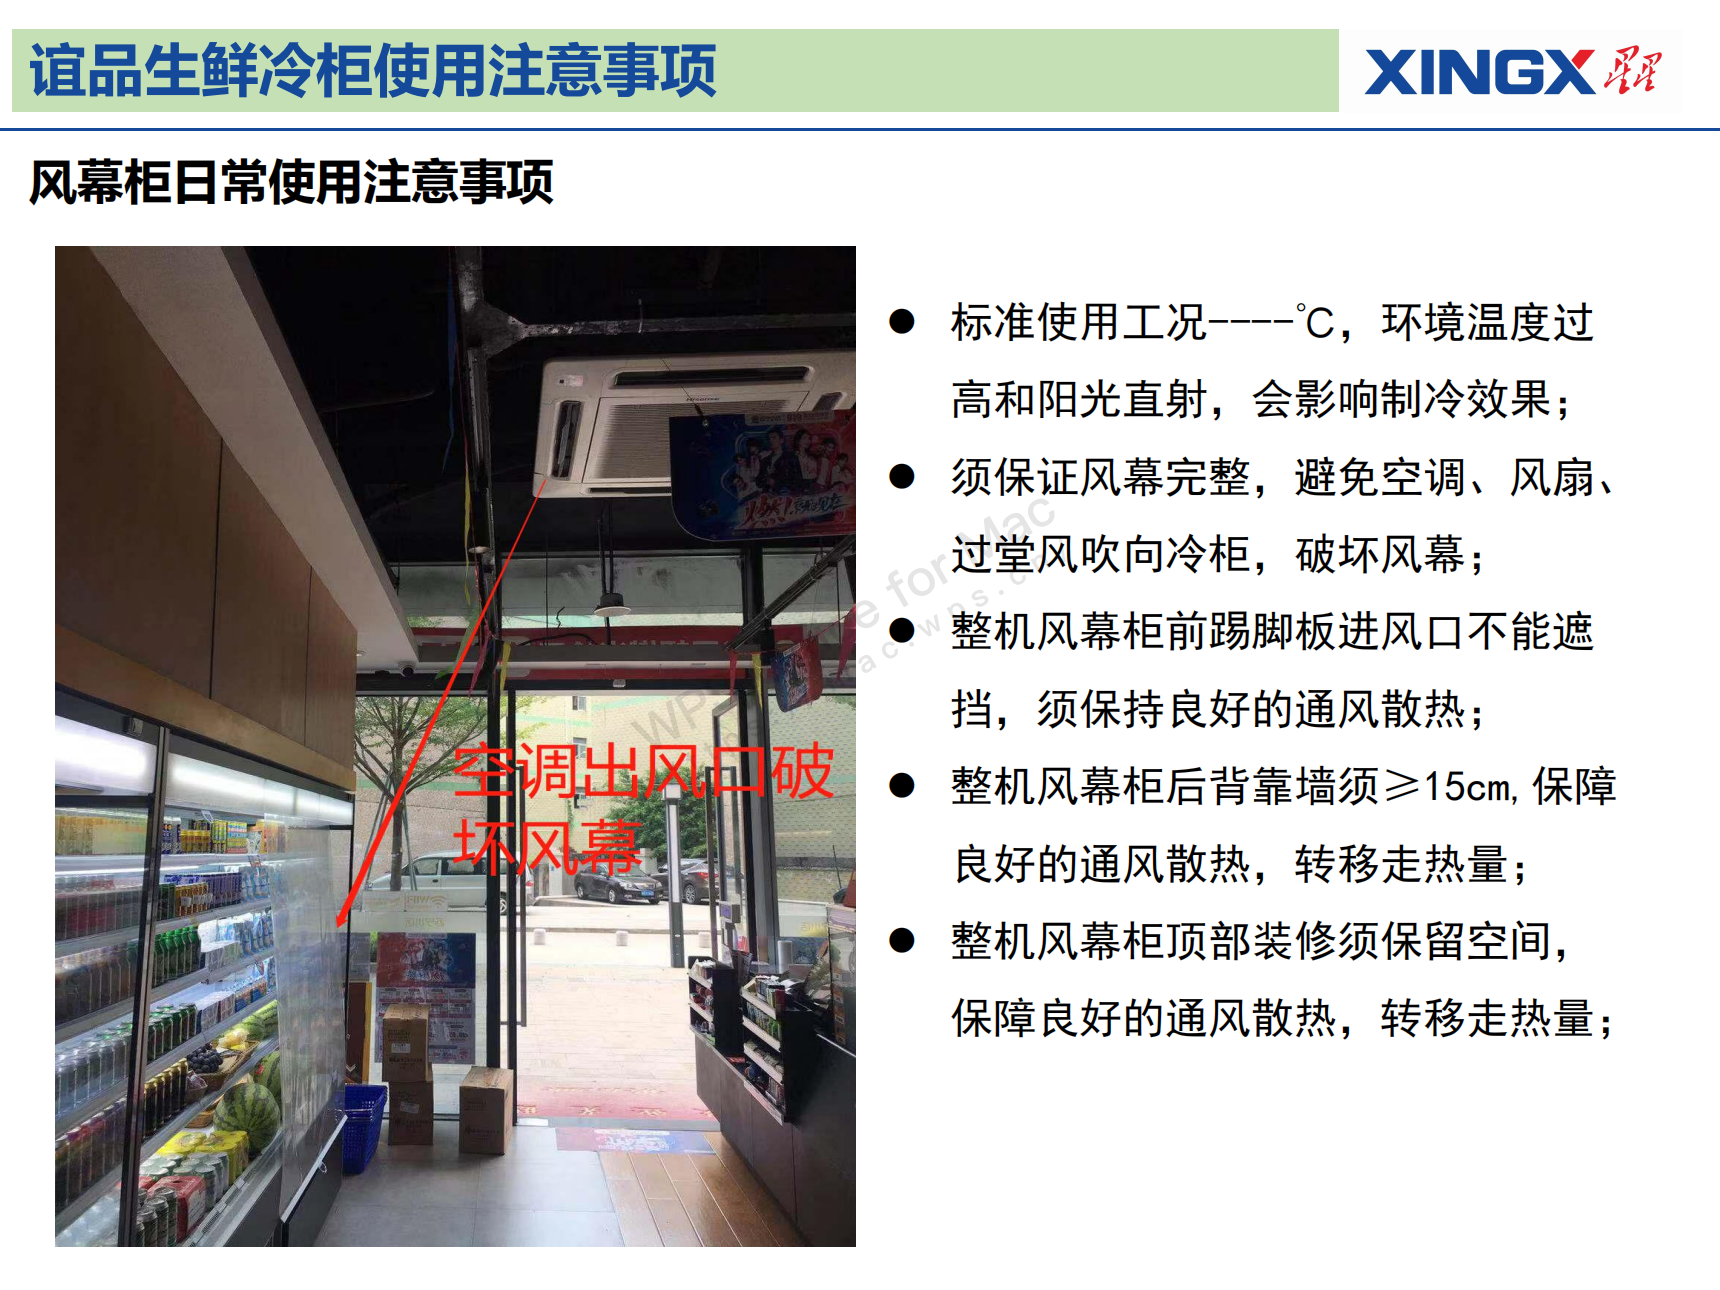 谊品生鲜冷柜使用注意事项
XINGX 星星
风幕柜日常使用注意事项
Hisense
空调出风口破
坏风幕
● 标准使用工况----℃，环境温度过
高和阳光直射，会影响制冷效果；
● 须保证风幕完整，避免空调、风扇、
过堂风吹向冷柜，破坏风幕；
● 整机风幕柜前踢脚板进风口不能遮
挡，须保持良好的通风散热；
● 整机风幕柜后背靠墙须≥15cm,保障
良好的通风散热，转移走热量；
● 整机风幕柜顶部装修须保留空间，
保障良好的通风散热，转移走热量；